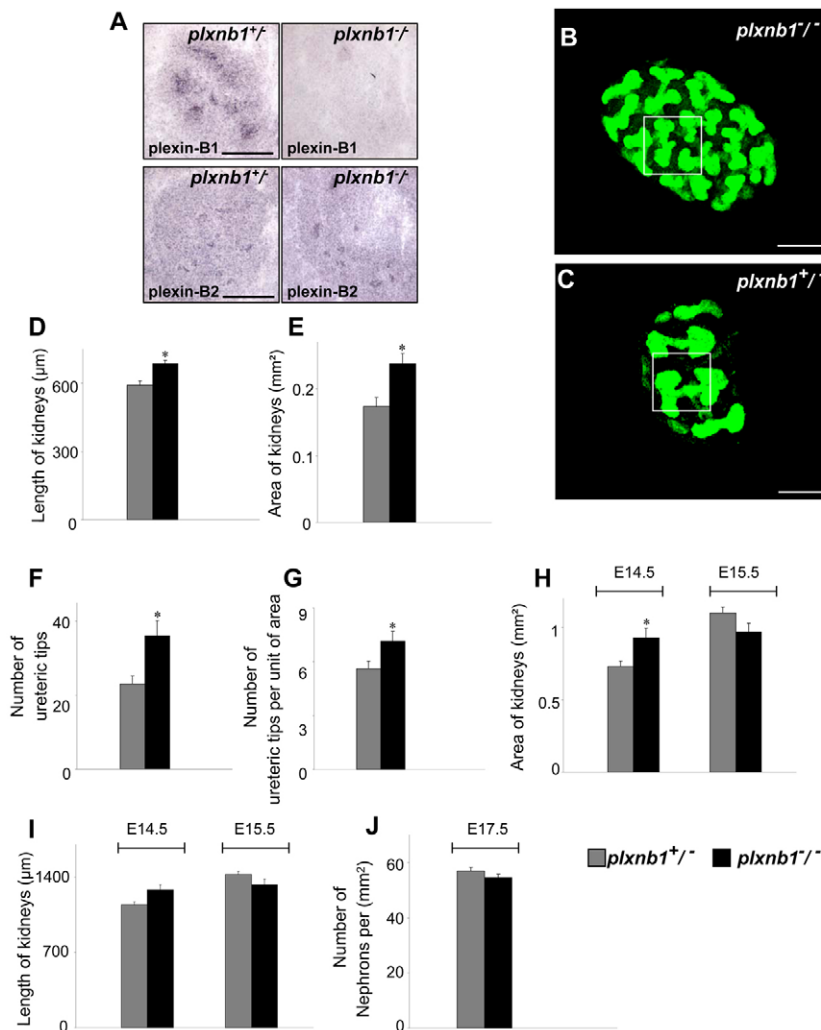 A
plxnb1+/-
plxnb1-/-
plexin-B1
plexin-B1
plxnb1+/-
plxnb1-/-
plexin-B2
plexin-B2
B
plxnb1-/-
C
plxnb1+/-
D
Length of kidneys (µm)
600
300
0
*
E
Area of kidneys (mm²)
0.2
0.1
0
*
F
Number of
ureteric tips
40
20
0
*
G
Number of
ureteric tips per unit of area
9
6
3
0
*
H
E14.5
E15.5
Area of kidneys (mm²)
1
0.5
0
*
I
E14.5
E15.5
Length of kidneys (µm)
1400
700
0
J
E17.5
Number of
Nephrons per (mm²)
60
40
20
0
plxnb1+/-
plxnb1-/-